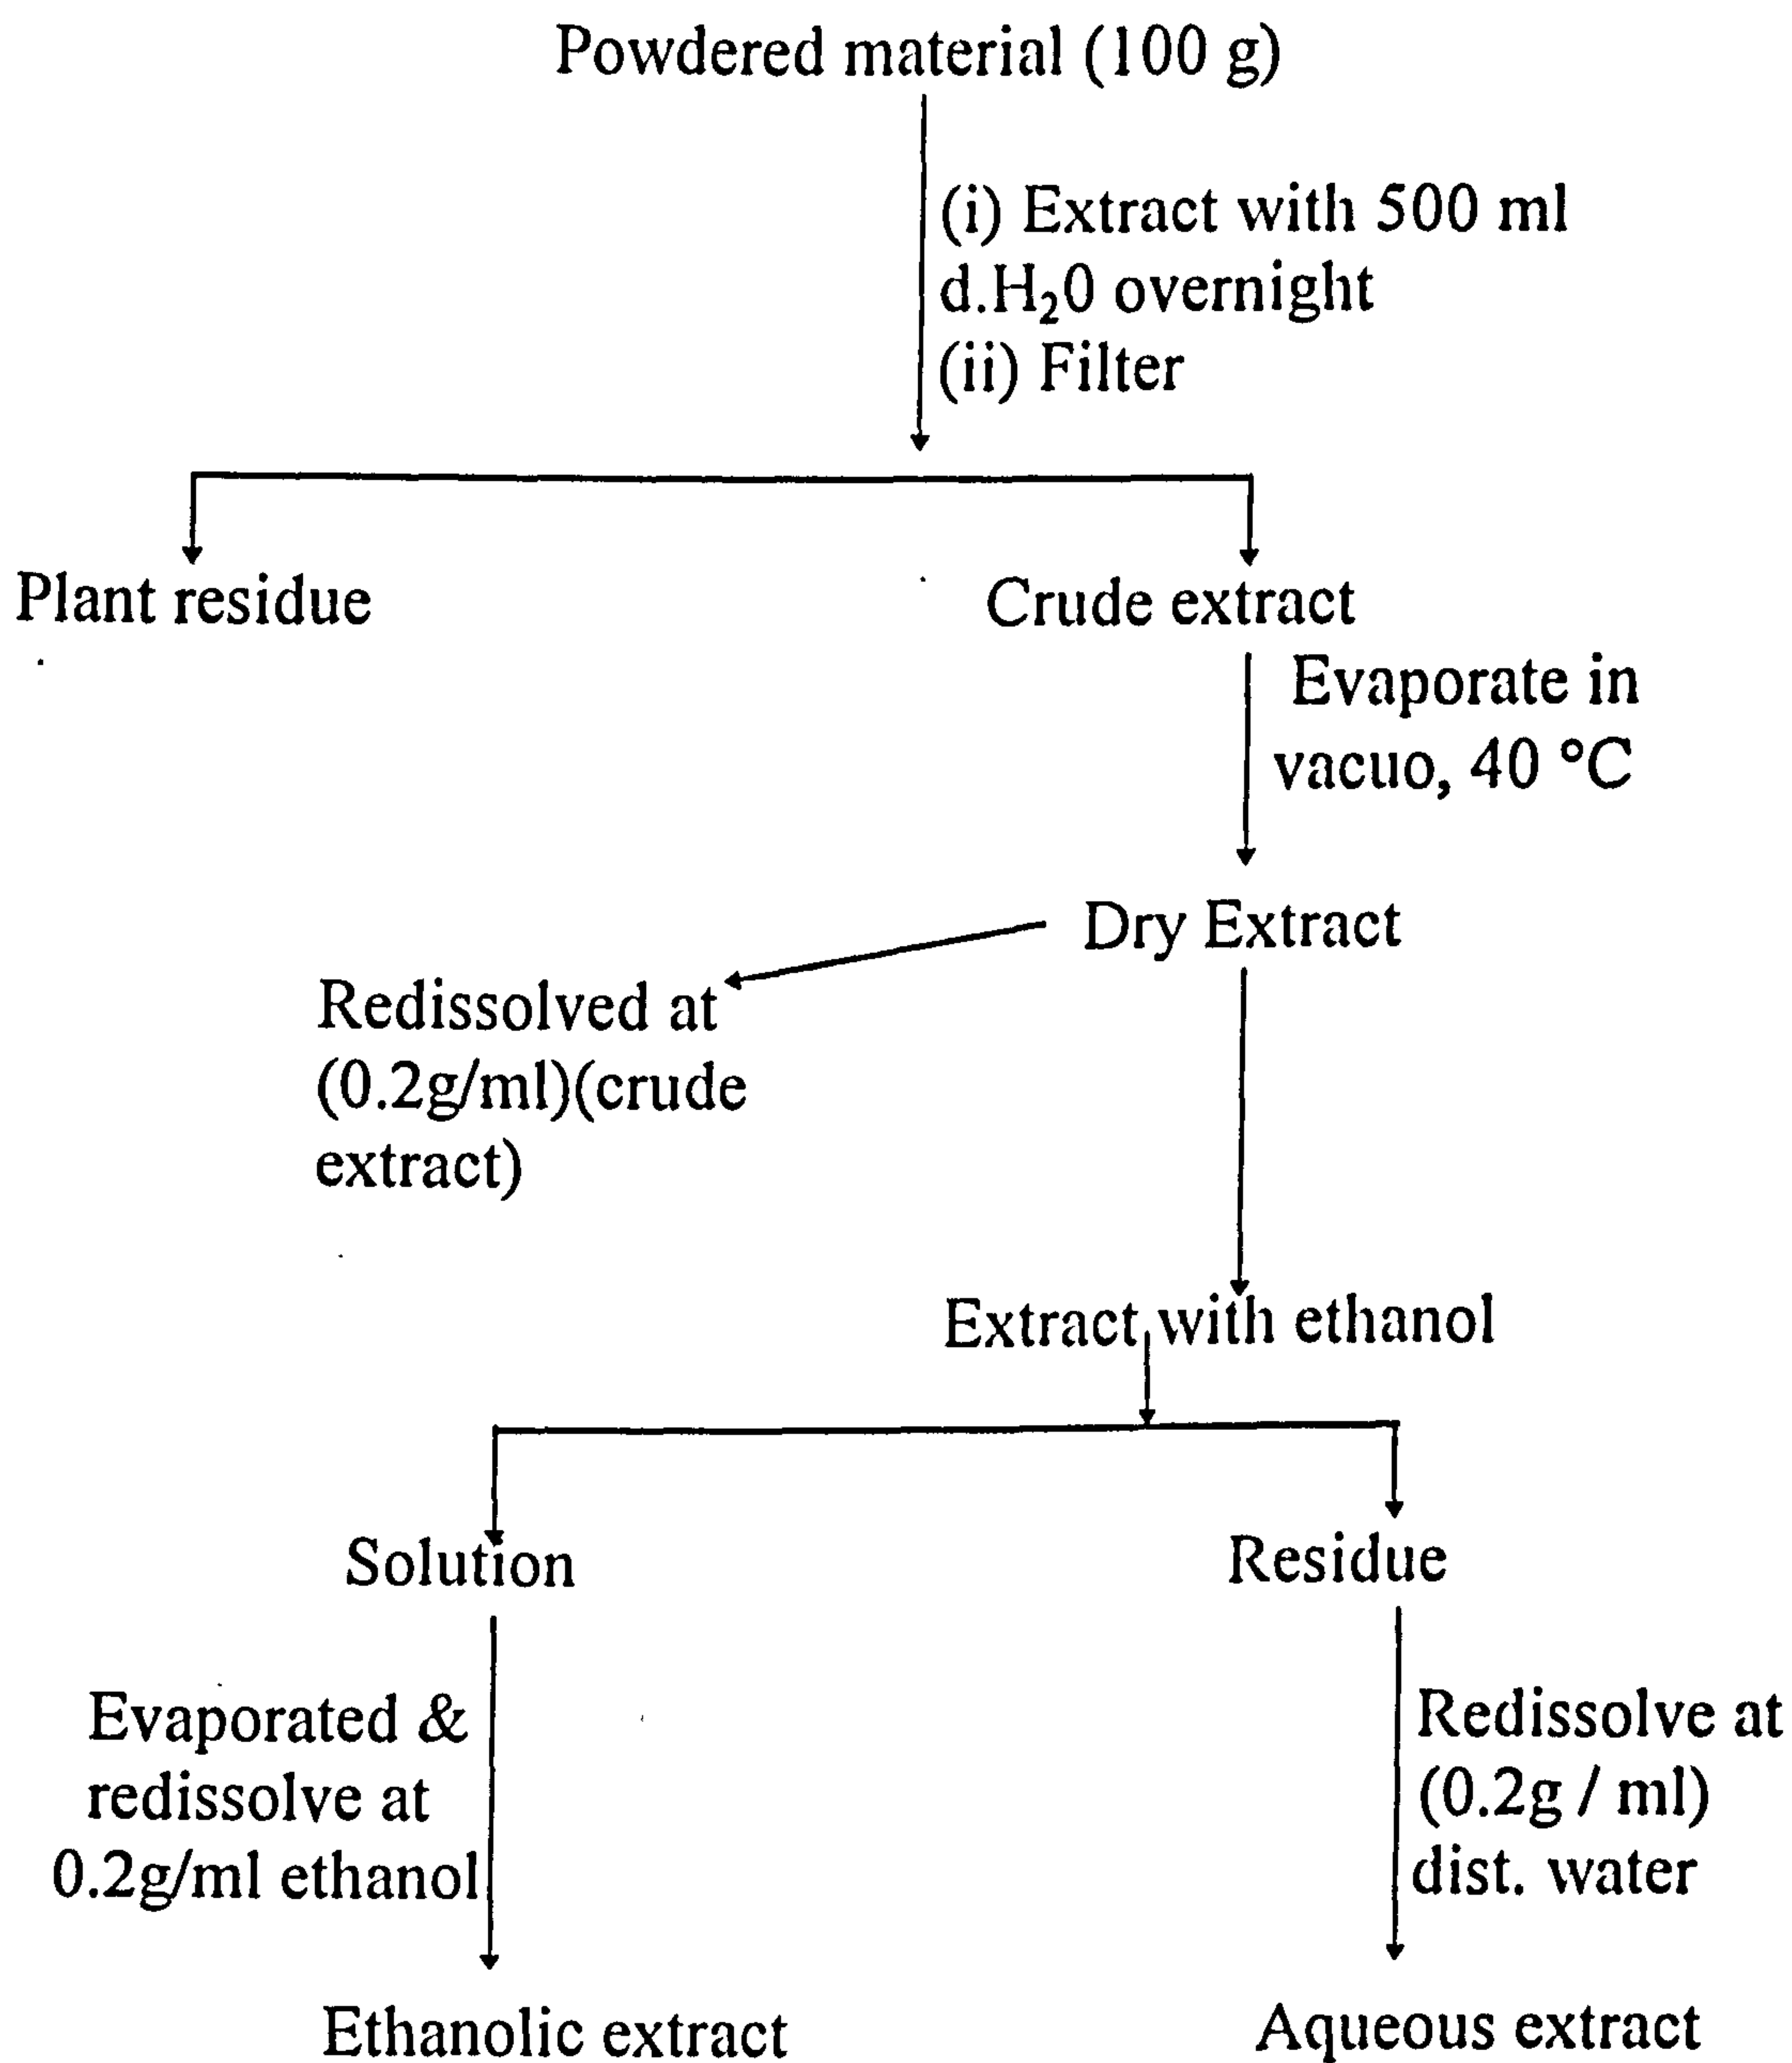 Powdered material (100 g)
(i) Extract with 500 ml
d.H₂0 overnight
(ii) Filter
Plant residue
Crude extract
Evaporate in
vacuo, 40 °C
Dry Extract
Redissolved at
(0.2g/ml)(crude
extract)
Extract with ethanol
Solution
Residue
Evaporated &
redissolve at
0.2g/ml ethanol
Redissolve at
(0.2g / ml)
dist. water
Ethanolic extract
Aqueous extract